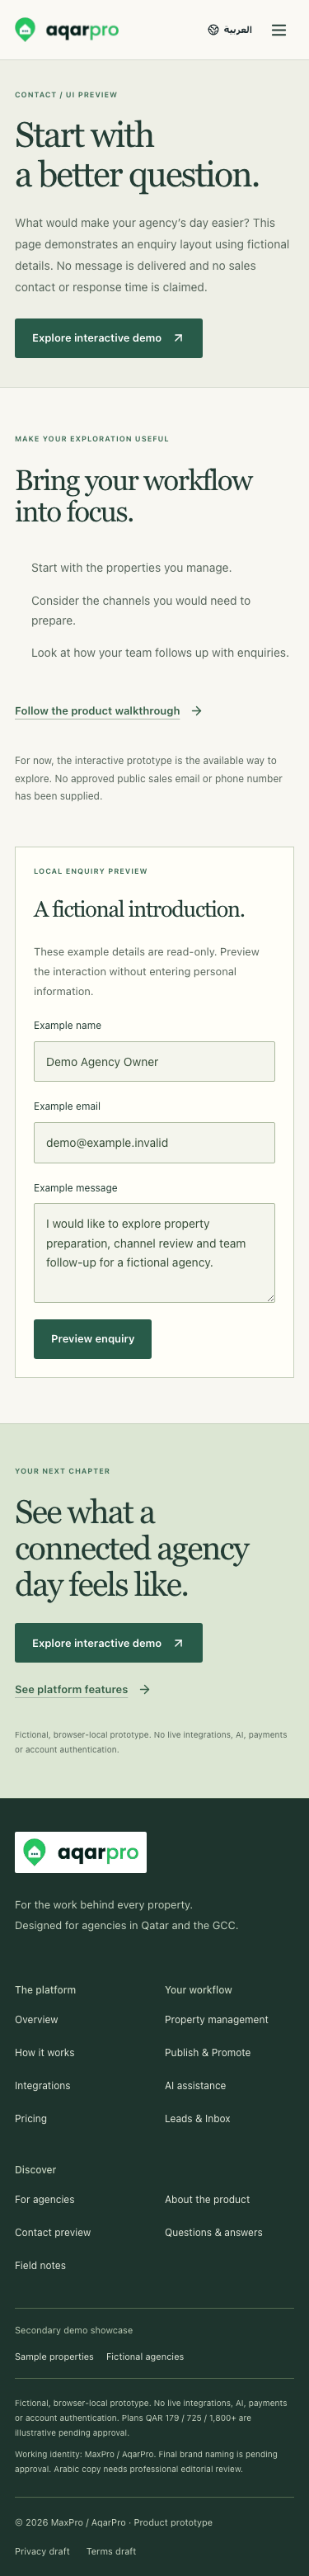 aqarpro
العربية
CONTACT / UI PREVIEW
Start with
a better question.
What would make your agency's day easier? This
page demonstrates an enquiry layout using fictional
details. No message is delivered and no sales
contact or response time is claimed.
Explore interactive demo
MAKE YOUR EXPLORATION USEFUL
Bring your workflow
into focus.
Start with the properties you manage.
Consider the channels you would need to
prepare.
Look at how your team follows up with enquiries.
Follow the product walkthrough
For now, the interactive prototype is the available way to
explore. No approved public sales email or phone number
has been supplied.
LOCAL ENQUIRY PREVIEW
A fictional introduction.
These example details are read-only. Preview
the interaction without entering personal
information.
Example name
Demo Agency Owner
Example email
demo@example.invalid
Example message
I would like to explore property
preparation, channel review and team
follow-up for a fictional agency.
Preview enquiry
YOUR NEXT CHAPTER
See what a
connected agency
day feels like.
Explore interactive demo
See platform features
Fictional, browser-local prototype. No live integrations, AI, payments
or account authentication.
aqarpro
For the work behind every property.
Designed for agencies in Qatar and the GCC.
The platform
Overview
How it works
Integrations
Pricing
Your workflow
Property management
Publish & Promote
AI assistance
Leads & Inbox
Discover
For agencies
About the product
Contact preview
Questions & answers
Field notes
Secondary demo showcase
Sample properties
Fictional agencies
Fictional, browser-local prototype. No live integrations, AI, payments
or account authentication. Plans QAR 179 / 725 / 1,800+ are
illustrative pending approval.
Working identity: MaxPro / AqarPro. Final brand naming is pending
approval. Arabic copy needs professional editorial review.
© 2026 MaxPro / AqarPro · Product prototype
Privacy draft
Terms draft